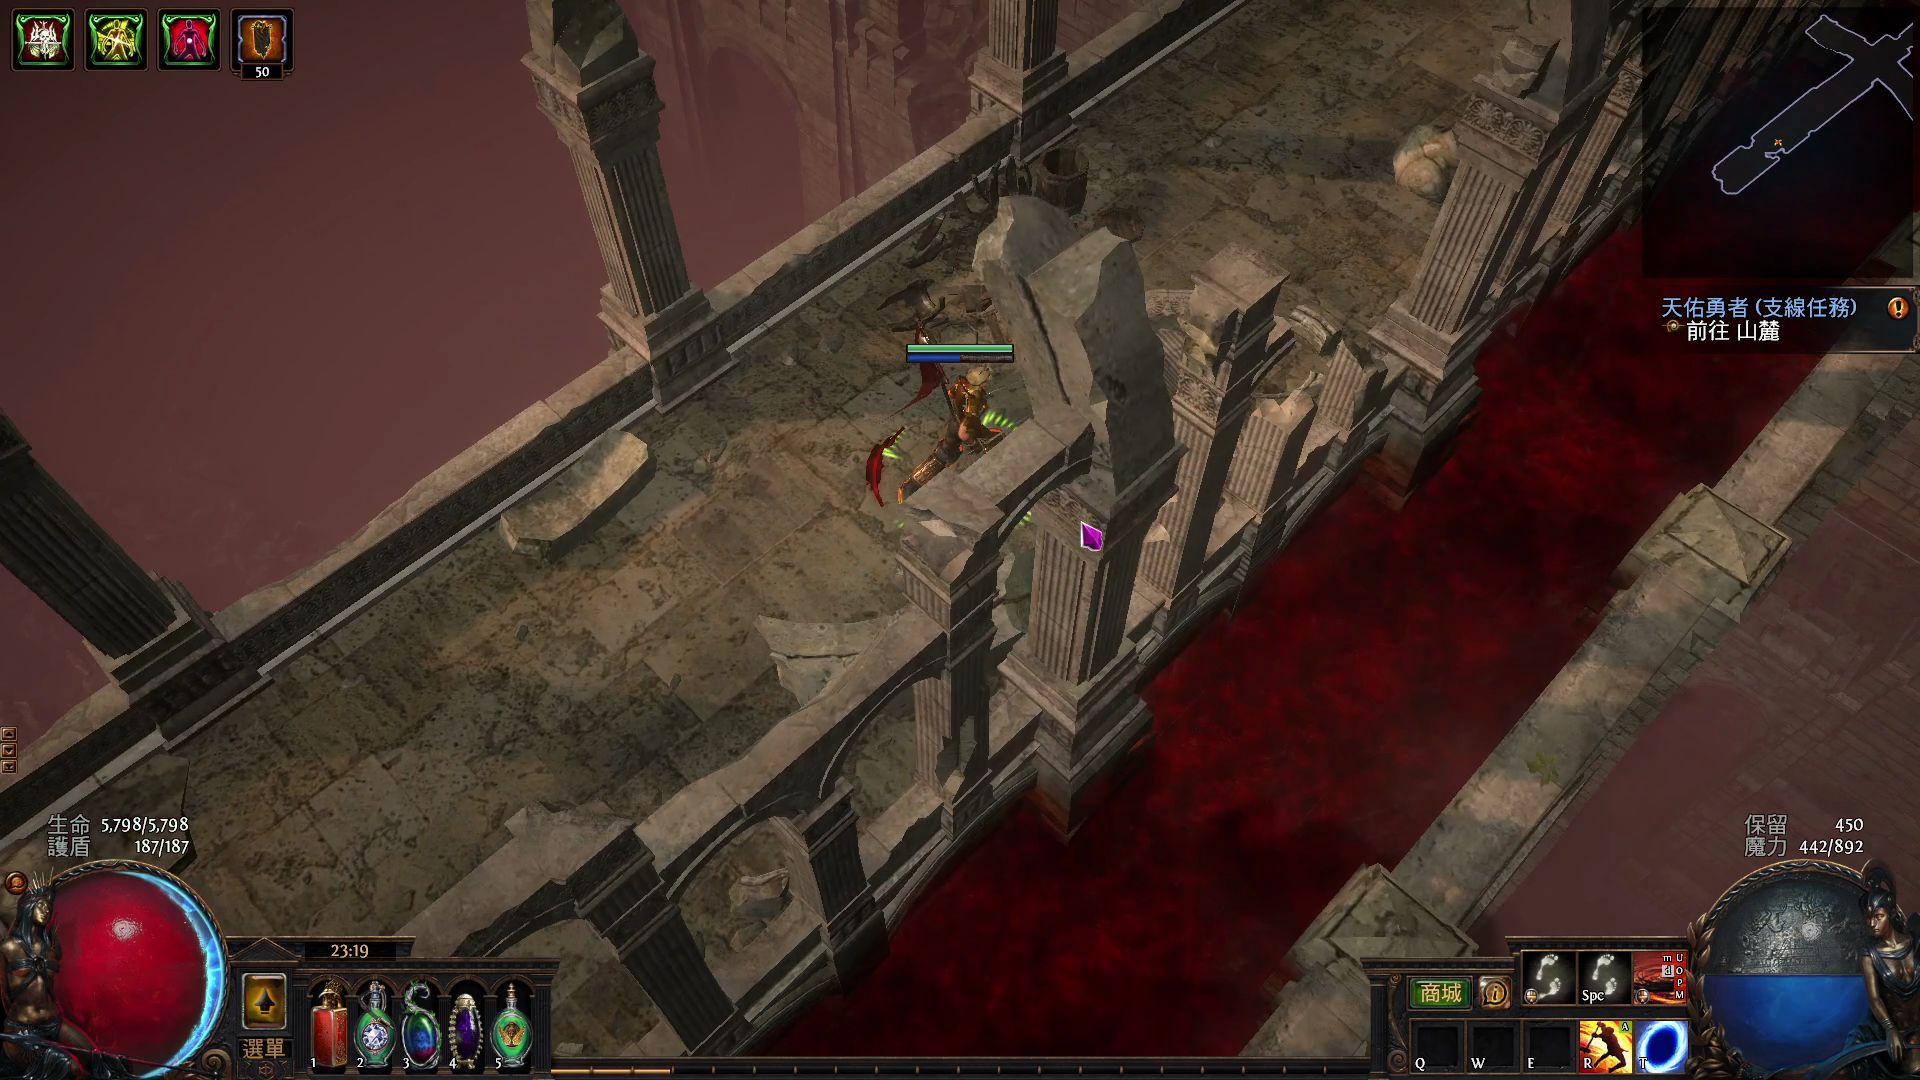 50
天佑勇者 (支線任務)
前往 山麓
生命 5,798/5,798
護盾 187/187
保留 450
魔力 442/892
23:19
選單
1
2
3
4
5
商城
Spc
m U
d O
P
M
Q
W
E
R
A
T